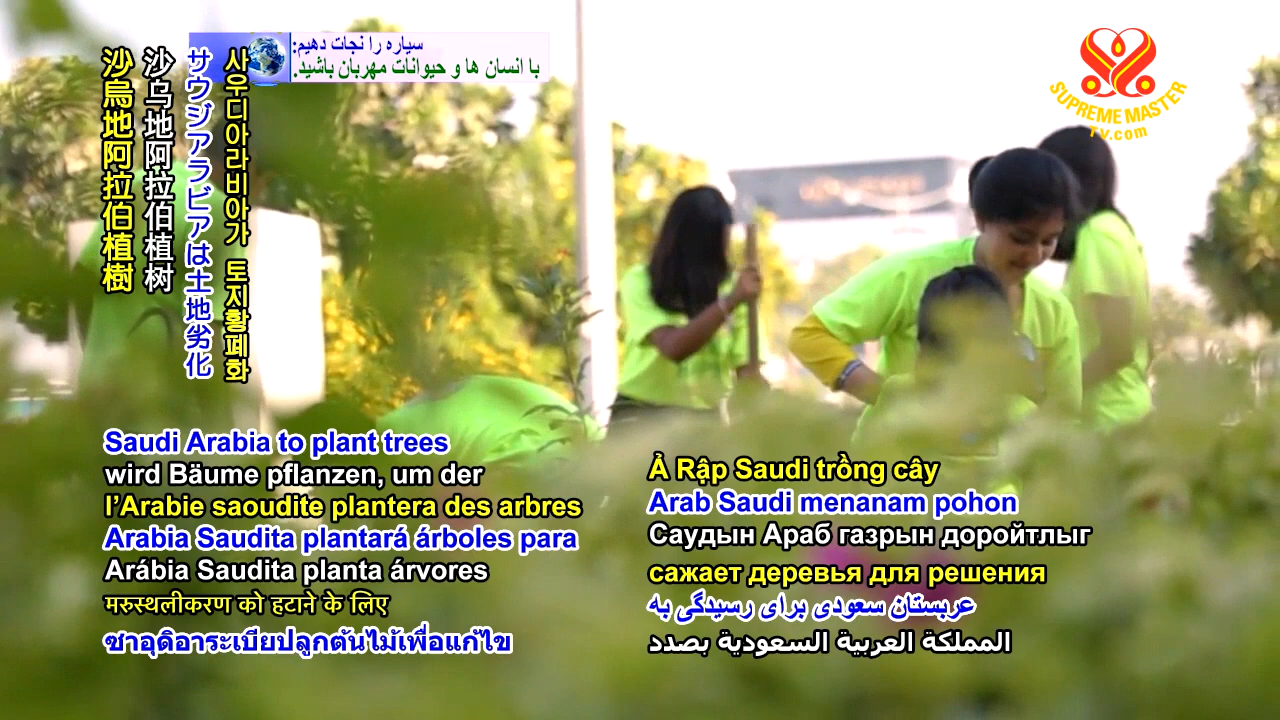 سیاره را نجات دهیم:
با انسان ها و حیوانات مهربان باشید.
SUPREME MASTER
TV.com
沙烏地阿拉伯植樹
沙乌地阿拉伯植树
サウジアラビアは土地劣化
사우디아라비아가 토지황폐화
Saudi Arabia to plant trees
wird Bäume pflanzen, um der
l'Arabie saoudite plantera des arbres
Arabia Saudita plantará árboles para
Arábia Saudita planta árvores
मरुस्थलीकरण को हटाने के लिए
ซาอุดิอาระเบียปลูกต้นไม้เพื่อแก้ไข
Ả Rập Saudi trồng cây
Arab Saudi menanam pohon
Саудын Араб газрын доройтлыг
сажает деревья для решения
عربستان سعودی برای رسیدگی به
المملكة العربية السعودية بصدد